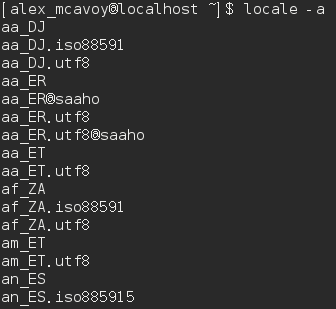 [alex_mcavoy@localhost ~]$ locale -a
aa_DJ
aa_DJ.iso88591
aa_DJ.utf8
aa_ER
aa_ER@saaho
aa_ER.utf8
aa_ER.utf8@saaho
aa_ET
aa_ET.utf8
af_ZA
af_ZA.iso88591
af_ZA.utf8
am_ET
am_ET.utf8
an_ES
an_ES.iso885915